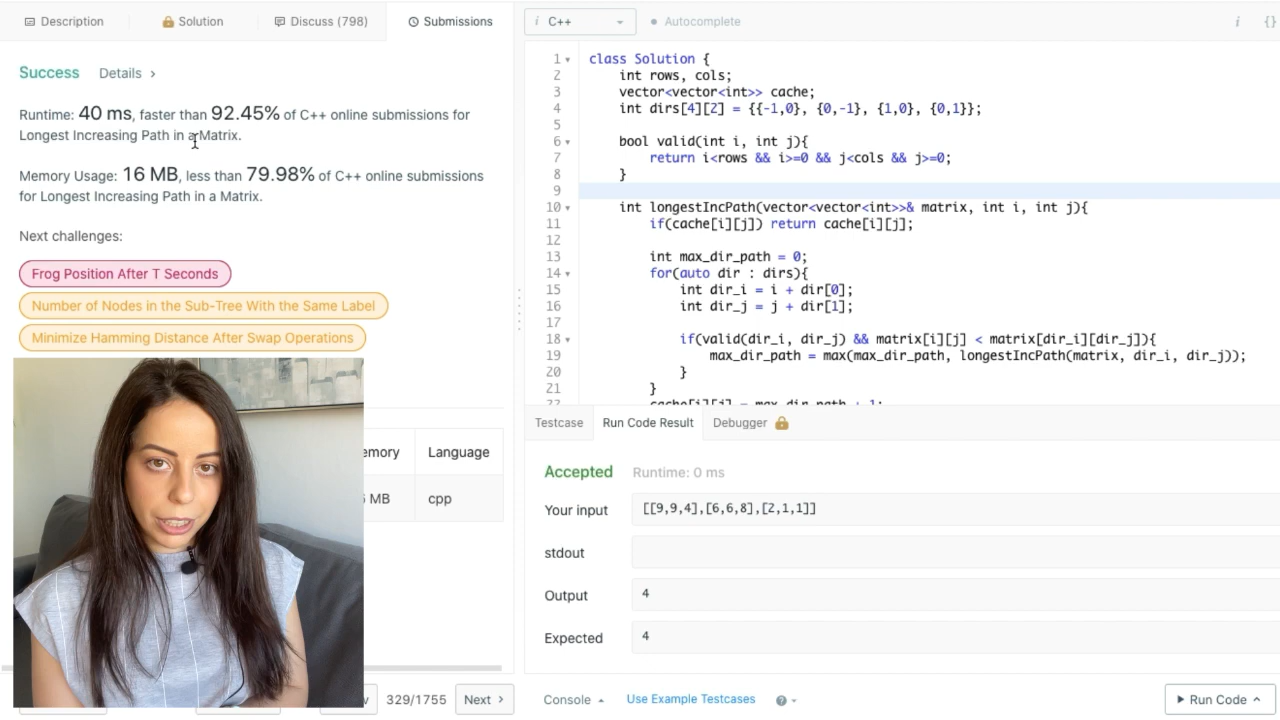 Description
Solution
Discuss (798)
Submissions
Success
Details
Runtime: 40 ms, faster than 92.45% of C++ online submissions for
Longest Increasing Path in a Matrix.
Memory Usage: 16 MB, less than 79.98% of C++ online submissions
for Longest Increasing Path in a Matrix.
Next challenges:
Frog Position After T Seconds
Number of Nodes in the Sub-Tree With the Same Label
Minimize Hamming Distance After Swap Operations
emory
Language
MB
cpp
329/1755
Next
i C++
Autocomplete
i {}
1 class Solution {
2 int rows, cols;
3 vector<vector<int>> cache;
4 int dirs[4][2] = {{-1,0}, {0,-1}, {1,0}, {0,1}};
5
6 bool valid(int i, int j){
7 return i<rows && i>=0 && j<cols && j>=0;
8 }
9
10 int longestIncPath(vector<vector<int>>& matrix, int i, int j){
11 if(cache[i][j]) return cache[i][j];
12
13 int max_dir_path = 0;
14 for(auto dir : dirs){
15 int dir_i = i + dir[0];
16 int dir_j = j + dir[1];
17
18 if(valid(dir_i, dir_j) && matrix[i][j] < matrix[dir_i][dir_j]){
19 max_dir_path = max(max_dir_path, longestIncPath(matrix, dir_i, dir_j));
20 }
21 }
22 cache[i][j] = max_dir_path + 1;
Testcase
Run Code Result
Debugger
Accepted
Runtime: 0 ms
Your input
[[9,9,4],[6,6,8],[2,1,1]]
stdout
Output
4
Expected
4
Console
Use Example Testcases
Run Code